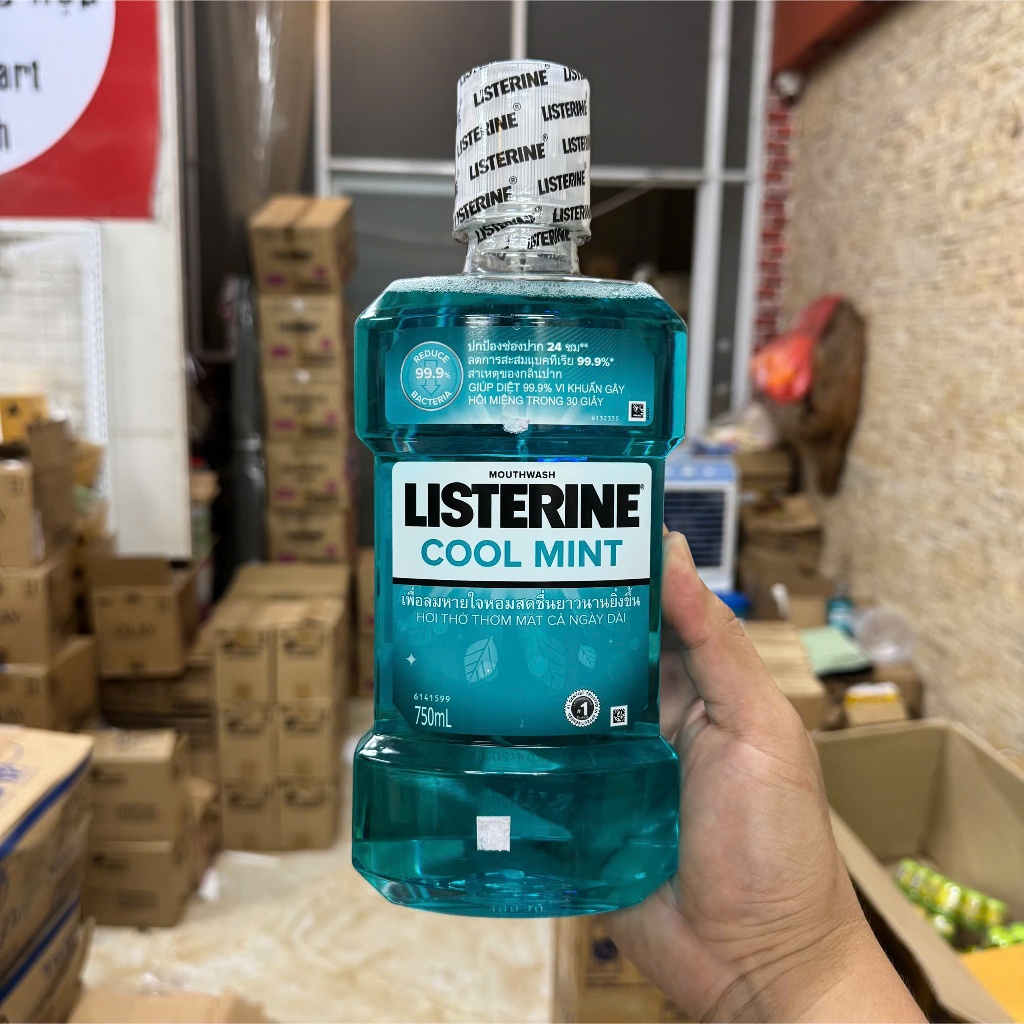 art
LISTERINE
LISTERINE®
LISTERINE®
LISTERINE
LISTERINE
REDUCE
99.9%
BACTERIA
ปกป้องช่องปาก 24 ชม**
ลดการสะสมแบคทีเรีย 99.9%*
สาเหตุของกลิ่นปาก
GIÚP DIỆT 99.9% VI KHUẨN GÂY
HÔI MIỆNG TRONG 30 GIÂY
6132355
MOUTHWASH
LISTERINE®
COOL MINT
เพื่อลมหายใจหอมสดชื่นยาวนานยิ่งขึ้น
HƠI THỞ THƠM MÁT CẢ NGÀY DÀI
6141599
750mL
#1